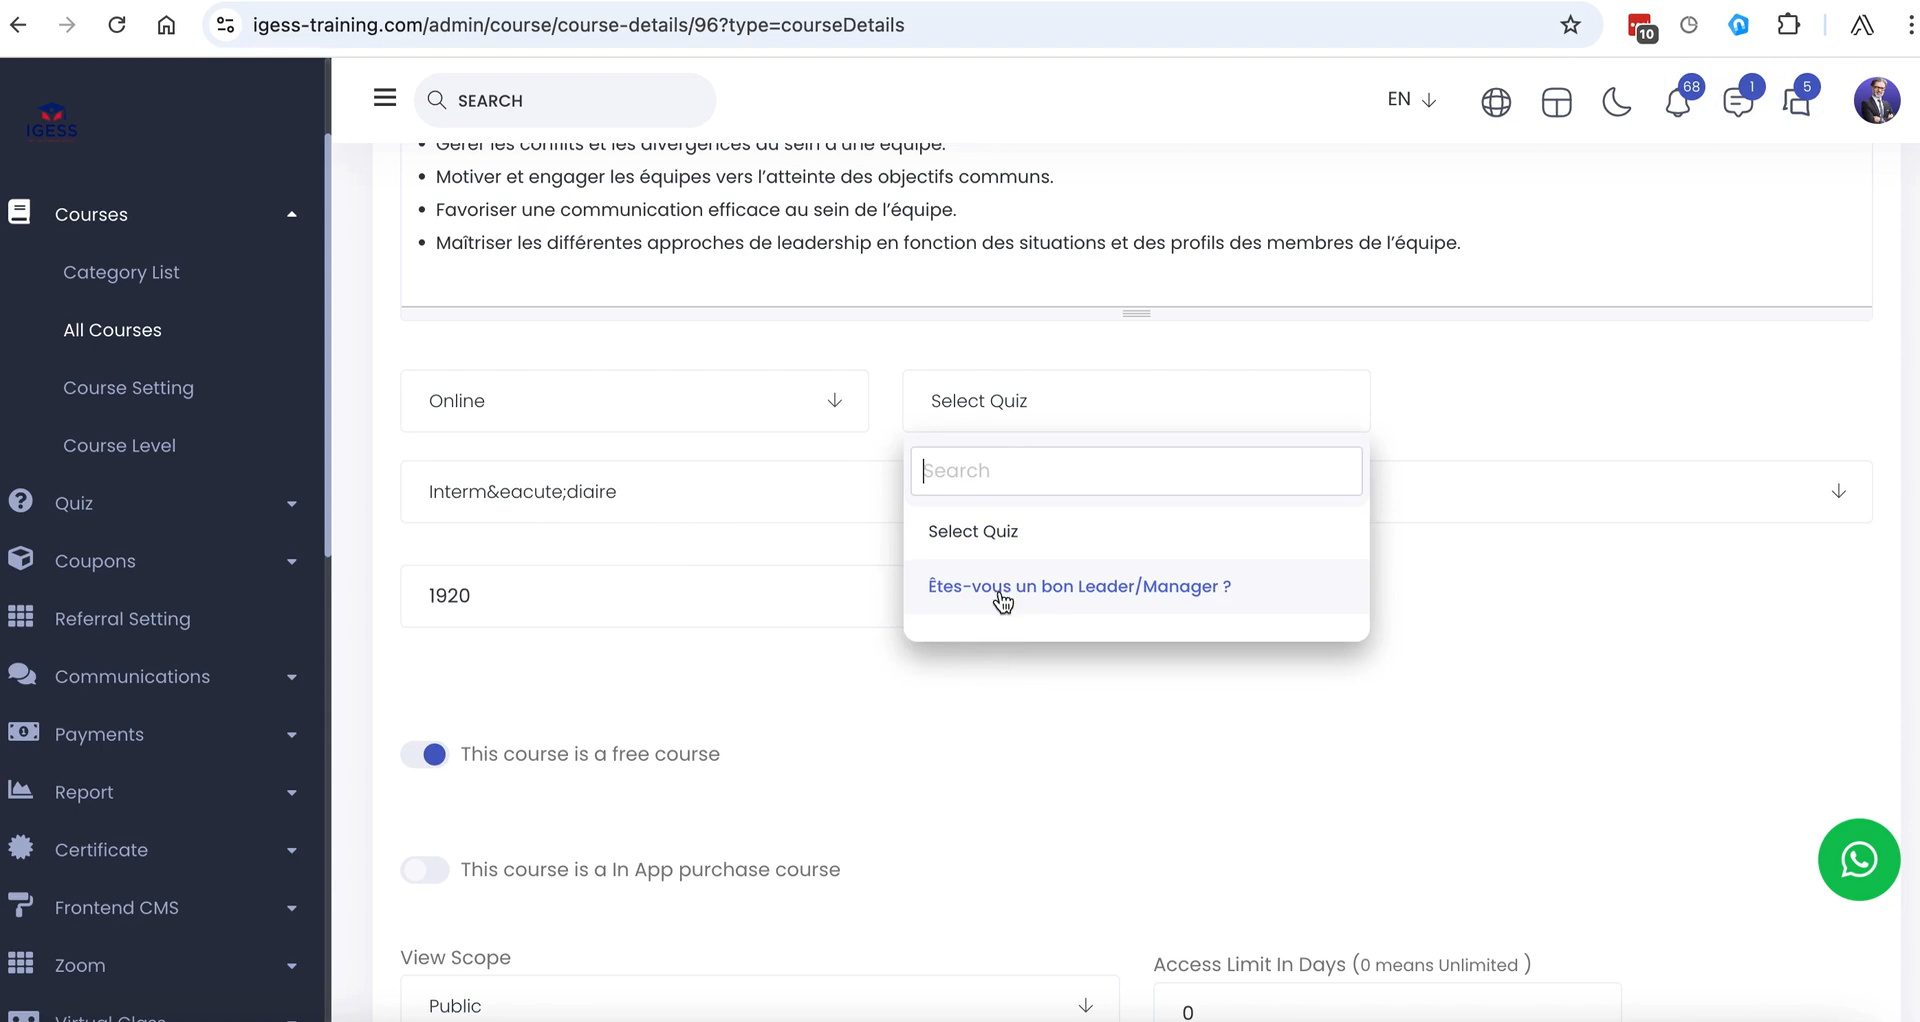 igess-training.com/admin/course/course-details/96?type=courseDetails
10
IGESS
SEARCH
EN
68
1
5
Courses
Category List
All Courses
Course Setting
Course Level
Quiz
Coupons
Referral Setting
Communications
Payments
Report
Certificate
Frontend CMS
Zoom
Virtual Class
• Gérer les conflits et les divergences au sein d'une équipe.
• Motiver et engager les équipes vers l'atteinte des objectifs communs.
• Favoriser une communication efficace au sein de l'équipe.
• Maîtriser les différentes approches de leadership en fonction des situations et des profils des membres de l'équipe.
Online
Select Quiz
Search
Select Quiz
Êtes-vous un bon Leader/Manager ?
Interm&eacute;diaire
1920
This course is a free course
This course is a In App purchase course
View Scope
Public
Access Limit In Days (0 means Unlimited )
0